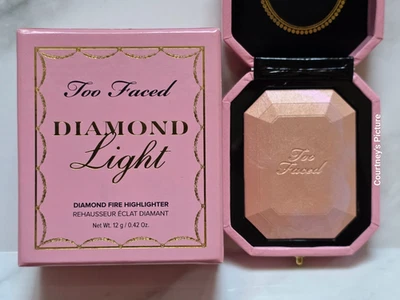 Too Faced
DIAMOND
Light
DIAMOND FIRE HIGHLIGHTER
REHAUSSEUR ÉCLAT DIAMANT
Net Wt. 12 g / 0.42 Oz.
Too
Faced
Courtney's Picture